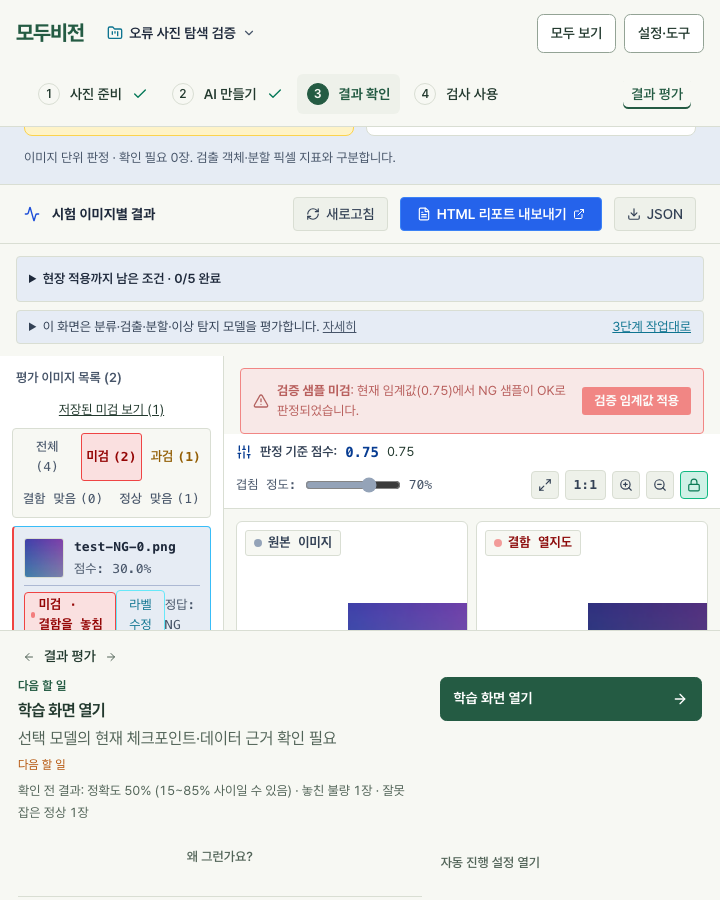 모두비전
오류 사진 탐색 검증
모두 보기
설정·도구
1 사진 준비
2 AI 만들기
3 결과 확인
4 검사 사용
결과 평가
이미지 단위 판정 · 확인 필요 0장. 검출 객체·분할 픽셀 지표와 구분합니다.
시험 이미지별 결과
새로고침
HTML 리포트 내보내기
JSON
▶ 현장 적용까지 남은 조건 · 0/5 완료
▶ 이 화면은 분류·검출·분할·이상 탐지 모델을 평가합니다. 자세히
3단계 작업대로
평가 이미지 목록 (2)
저장된 미검 보기 (1)
전체 (4)
미검 (2)
과검 (1)
결함 맞음 (0)
정상 맞음 (1)
test-NG-0.png
점수: 30.0%
미검 ·
결함을 놓침
라벨
수정
정답:
NG
검증 샘플 미검: 현재 임계값(0.75)에서 NG 샘플이 OK로
판정되었습니다.
검증 임계값 적용
판정 기준 점수: 0.75 0.75
겹침 정도: 70%
1:1
원본 이미지
결함 열지도
← 결과 평가 →
다음 할 일
학습 화면 열기
선택 모델의 현재 체크포인트·데이터 근거 확인 필요
다음 할 일
확인 전 결과: 정확도 50% (15~85% 사이일 수 있음) · 놓친 불량 1장 · 잘못
잡은 정상 1장
왜 그런가요?
학습 화면 열기 →
자동 진행 설정 열기